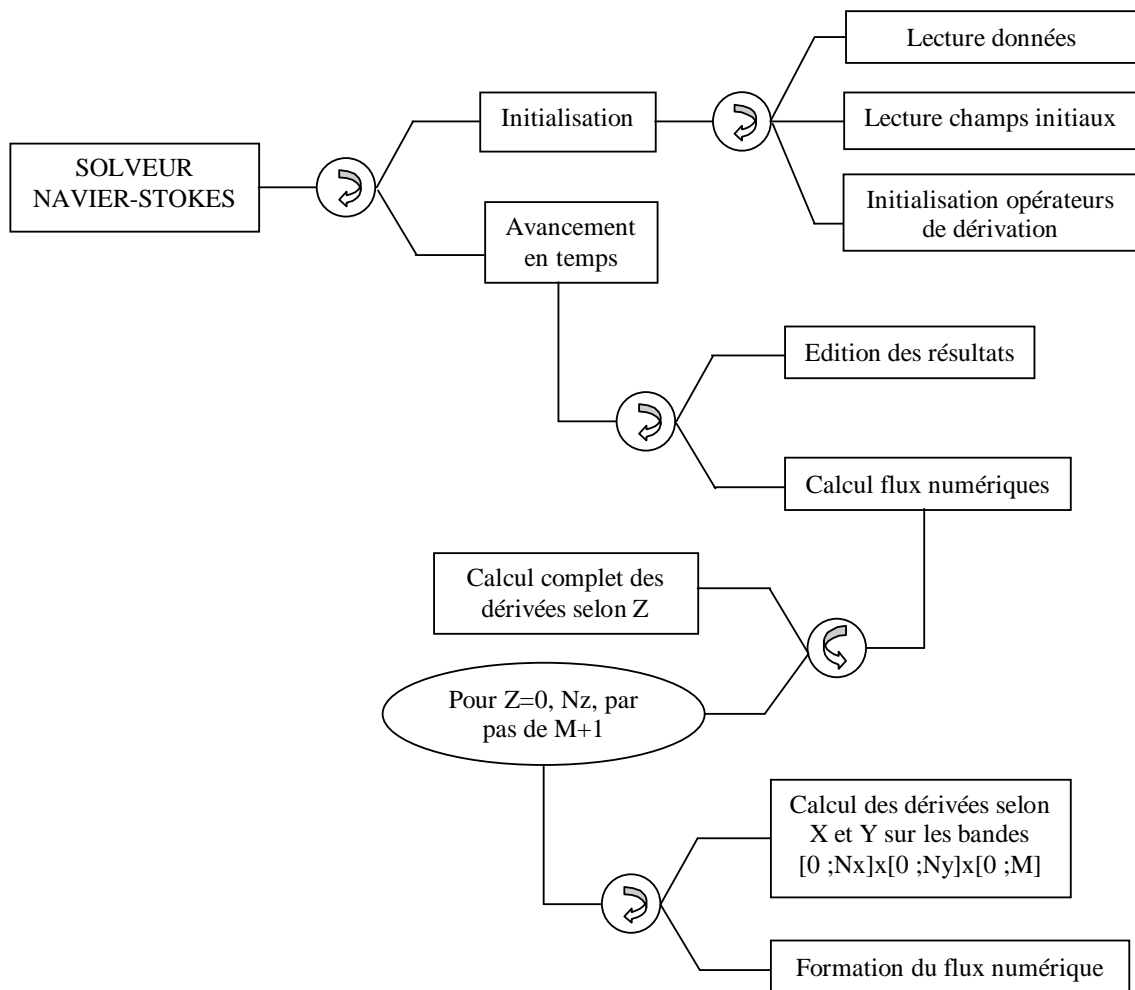 Lecture données
Initialisation
Lecture champs initiaux
SOLVEUR
NAVIER-STOKES
Initialisation opérateurs
de dérivation
Avancement
en temps
Edition des résultats
Calcul flux numériques
Calcul complet des
dérivées selon Z
Pour Z=0, Nz, par
pas de M+1
Calcul des dérivées selon
X et Y sur les bandes
[0 ;Nx]x[0 ;Ny]x[0 ;M]
Formation du flux numérique